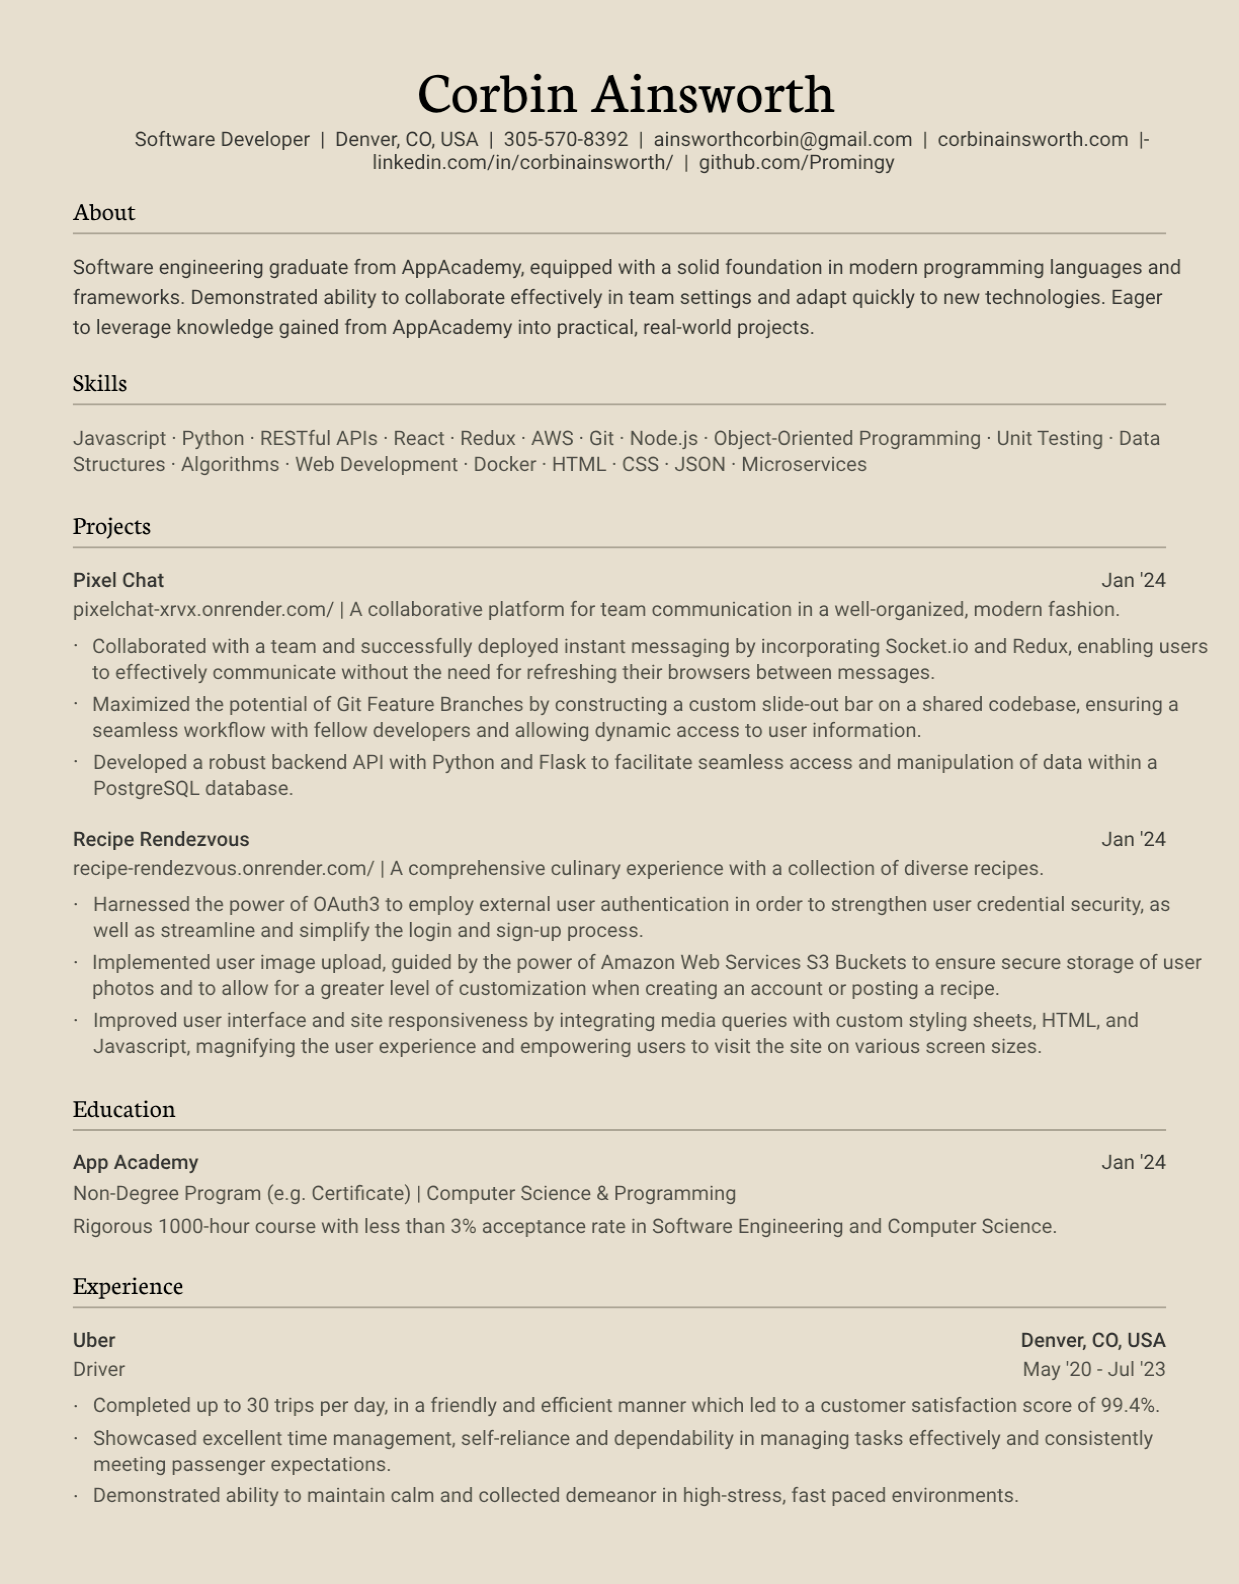 Corbin Ainsworth
Software Developer | Denver, CO, USA | 305-570-8392 | ainsworthcorbin@gmail.com | corbinainsworth.com |-
linkedin.com/in/corbinainsworth/ | github.com/Promingy
About
Software engineering graduate from AppAcademy, equipped with a solid foundation in modern programming languages and
frameworks. Demonstrated ability to collaborate effectively in team settings and adapt quickly to new technologies. Eager
to leverage knowledge gained from AppAcademy into practical, real-world projects.
Skills
Javascript · Python · RESTful APIs · React · Redux · AWS · Git · Node.js · Object-Oriented Programming · Unit Testing · Data
Structures · Algorithms · Web Development · Docker · HTML · CSS · JSON · Microservices
Projects
Pixel Chat Jan '24
pixelchat-xrvx.onrender.com/ | A collaborative platform for team communication in a well-organized, modern fashion.
· Collaborated with a team and successfully deployed instant messaging by incorporating Socket.io and Redux, enabling users
to effectively communicate without the need for refreshing their browsers between messages.
· Maximized the potential of Git Feature Branches by constructing a custom slide-out bar on a shared codebase, ensuring a
seamless workflow with fellow developers and allowing dynamic access to user information.
· Developed a robust backend API with Python and Flask to facilitate seamless access and manipulation of data within a
PostgreSQL database.
Recipe Rendezvous Jan '24
recipe-rendezvous.onrender.com/ | A comprehensive culinary experience with a collection of diverse recipes.
· Harnessed the power of OAuth3 to employ external user authentication in order to strengthen user credential security, as
well as streamline and simplify the login and sign-up process.
· Implemented user image upload, guided by the power of Amazon Web Services S3 Buckets to ensure secure storage of user
photos and to allow for a greater level of customization when creating an account or posting a recipe.
· Improved user interface and site responsiveness by integrating media queries with custom styling sheets, HTML, and
Javascript, magnifying the user experience and empowering users to visit the site on various screen sizes.
Education
App Academy Jan '24
Non-Degree Program (e.g. Certificate) | Computer Science & Programming
Rigorous 1000-hour course with less than 3% acceptance rate in Software Engineering and Computer Science.
Experience
Uber Denver, CO, USA
Driver May '20 - Jul '23
· Completed up to 30 trips per day, in a friendly and efficient manner which led to a customer satisfaction score of 99.4%.
· Showcased excellent time management, self-reliance and dependability in managing tasks effectively and consistently
meeting passenger expectations.
· Demonstrated ability to maintain calm and collected demeanor in high-stress, fast paced environments.